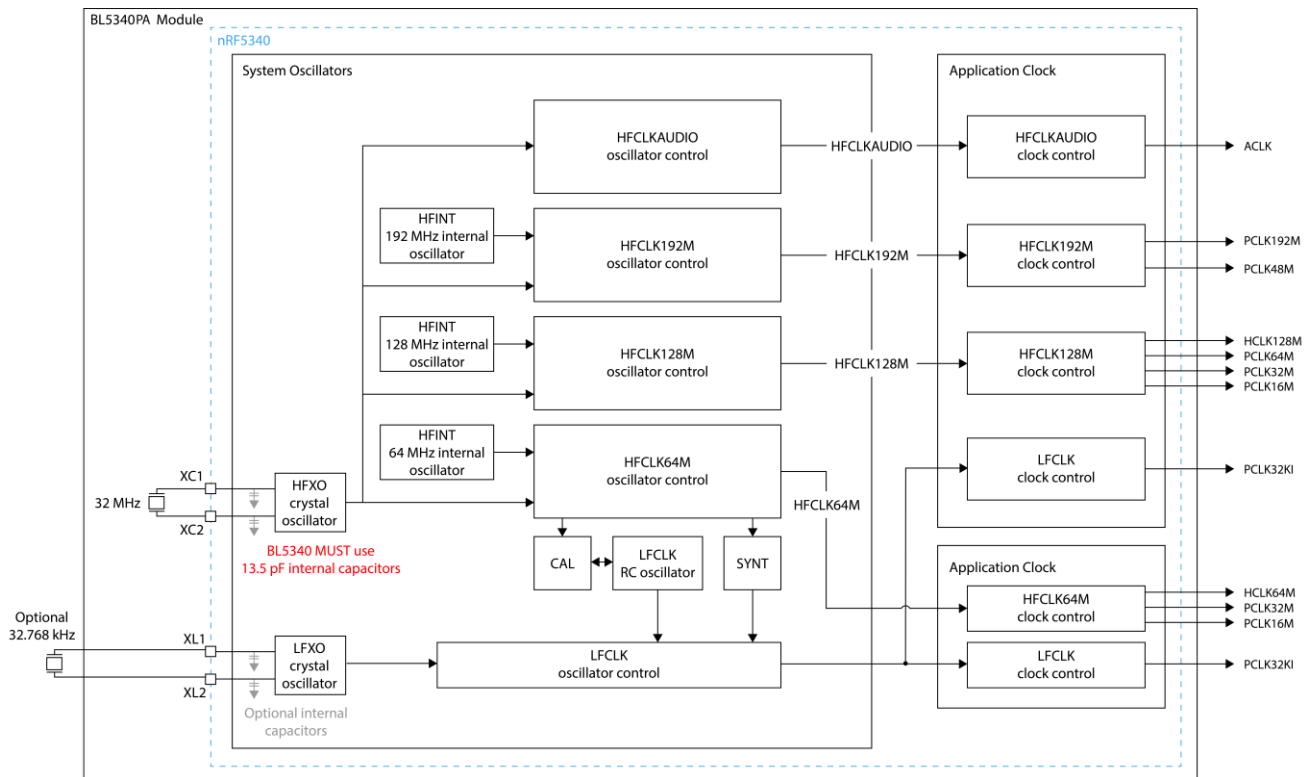 BL5340PA Module
nRF5340
System Oscillators
Application Clock
HFCLKAUDIO
oscillator control
HFCLKAUDIO
HFCLKAUDIO
clock control
ACLK
HFINT
192 MHz internal
oscillator
HFCLK192M
oscillator control
HFCLK192M
HFCLK192M
clock control
PCLK192M
PCLK48M
HFINT
128 MHz internal
oscillator
HFCLK128M
oscillator control
HFCLK128M
HFCLK128M
clock control
HCLK128M
PCLK64M
PCLK32M
PCLK16M
HFINT
64 MHz internal
oscillator
HFCLK64M
oscillator control
HFCLK64M
LFCLK
clock control
PCLK32KI
XC1
32 MHz
XC2
HFXO
crystal
oscillator
BL5340 MUST use
13.5 pF internal capacitors
CAL
LFCLK
RC oscillator
SYNT
Application Clock
HFCLK64M
clock control
HCLK64M
PCLK32M
PCLK16M
Optional
32.768 kHz
XL1
XL2
LFXO
crystal
oscillator
Optional internal
capacitors
LFCLK
oscillator control
LFCLK
clock control
PCLK32KI